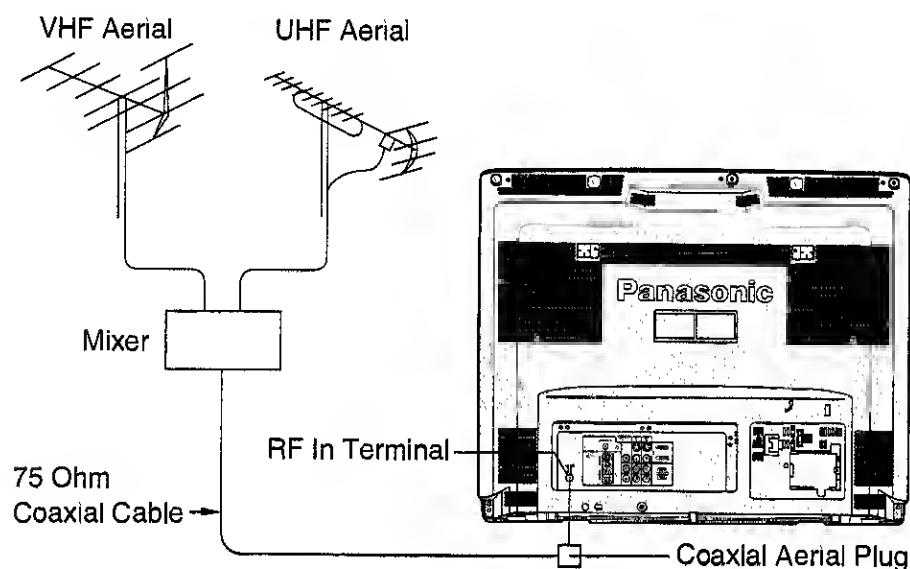 VHF Aerial
UHF Aerial
Panasonic
Mixer
RF In Terminal
75 Ohm
Coaxial Cable
Coaxial Aerial Plug